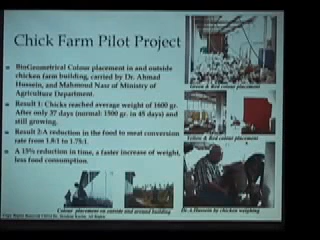 Chick Farm Pilot Project
BioGeometrical Colour placement in and outside
chicken farm building, carried by Dr. Ahmad
Hussein, and Mahmoud Nasr of Ministry of
Agriculture Department.
Result 1: Chicks reached average weight of 1600 gr.
After only 37 days (normal: 1500 gr. in 45 days) and
still growing.
Result 2:A reduction in the food to meat conversion
rate from 1.8:1 to 1.75:1.
A 15% reduction in time, a faster increase of weight,
less food consumption.
Green & Red colour placement
Yellow & Red colour placement
Dr.A.Hussein by chicken weighing
Colour placement on outside and around building